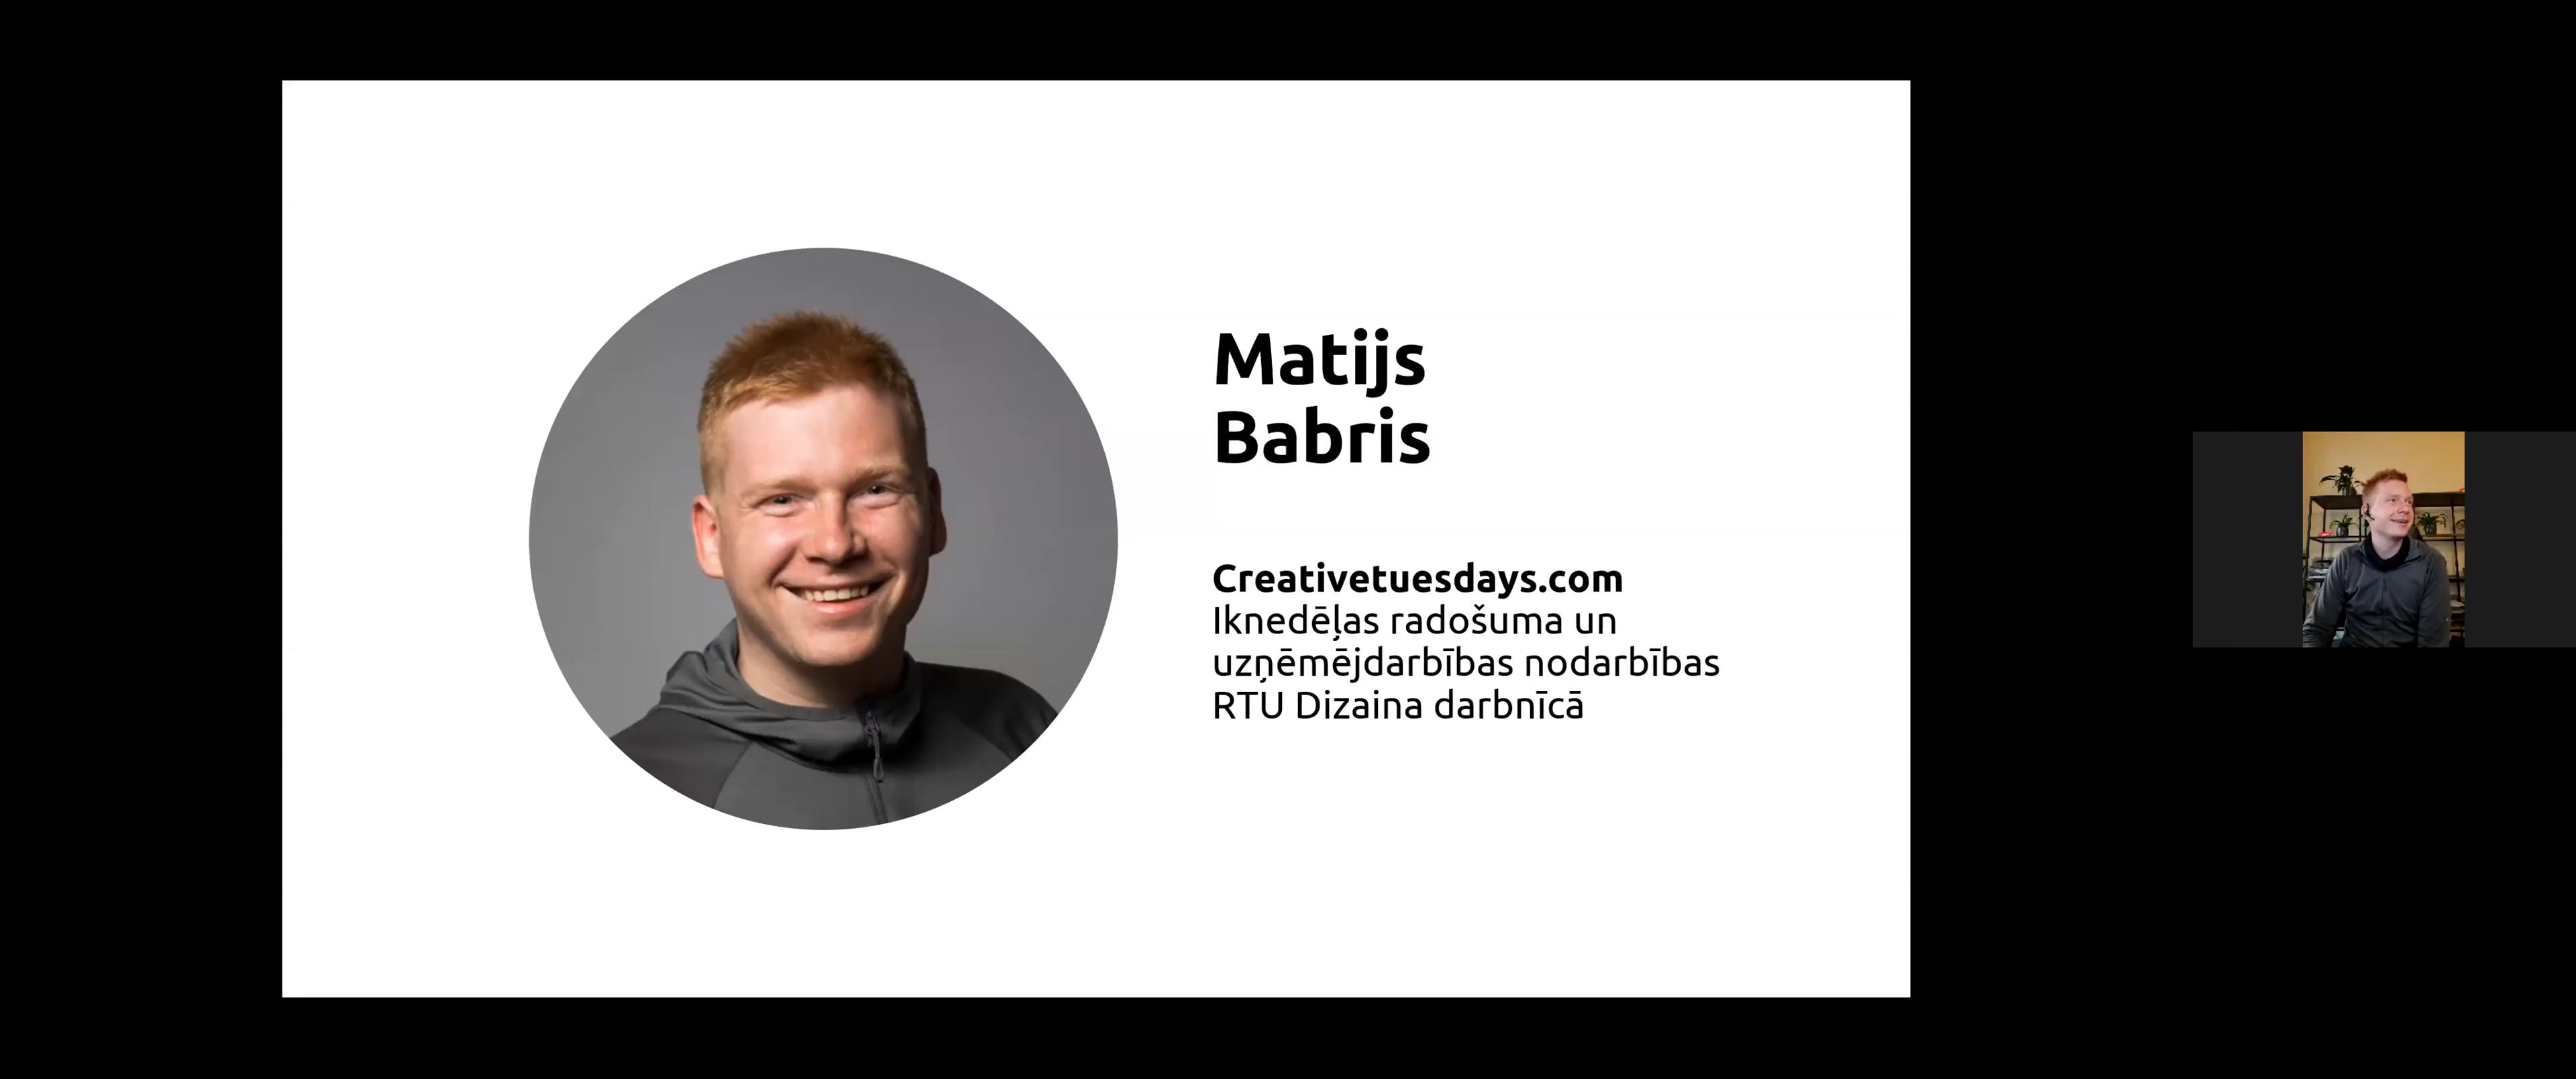 Matijs
Babris
Creativetuesdays.com
Iknedēļas radošuma un
uzņēmējdarbības nodarbības
RTU Dizaina darbnīcā